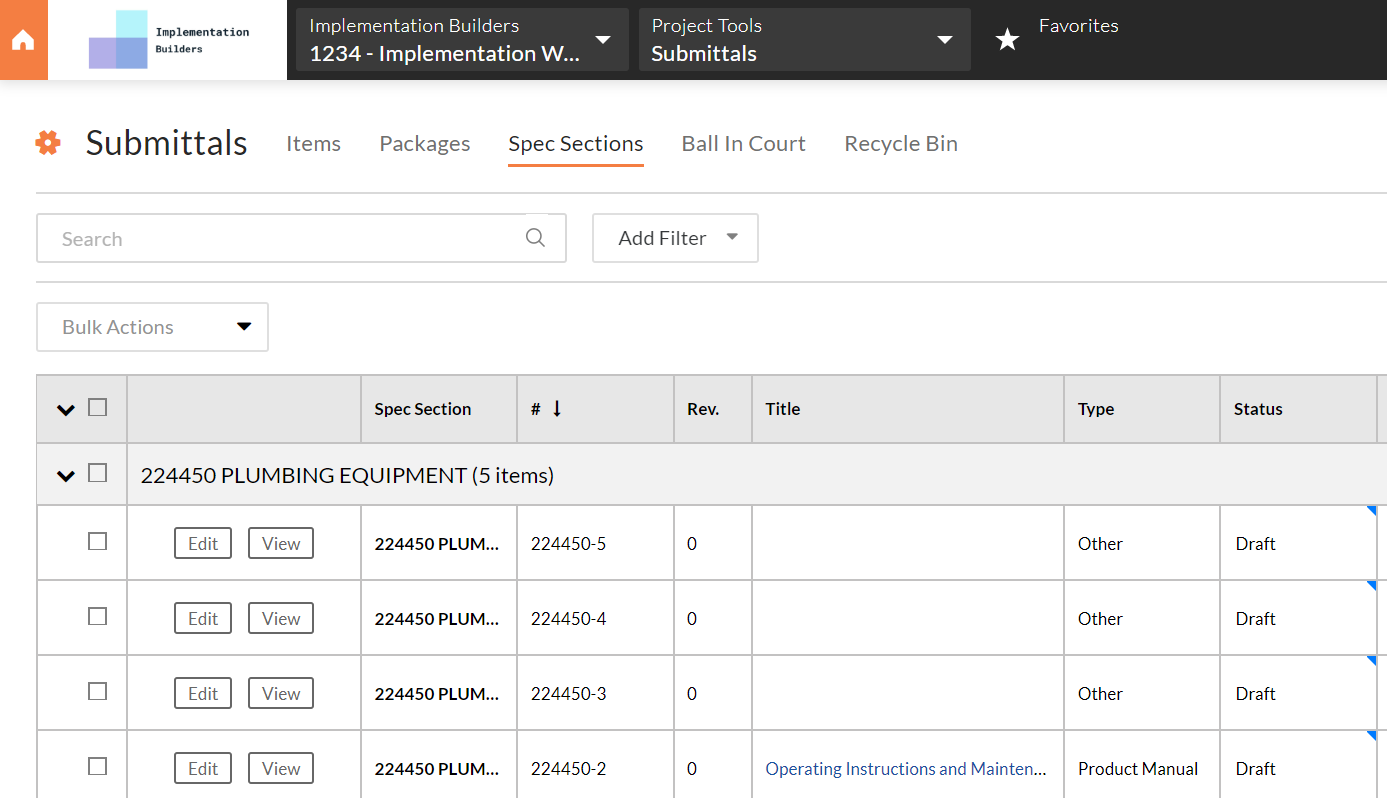 Implementation
Builders
Implementation Builders
1234 - Implementation W...
Project Tools
Submittals
Favorites
Submittals Items Packages Spec Sections Ball In Court Recycle Bin
Search Add Filter
Bulk Actions
Spec Section # Rev. Title Type Status
224450 PLUMBING EQUIPMENT (5 items)
Edit View 224450 PLUM... 224450-5 0 Other Draft
Edit View 224450 PLUM... 224450-4 0 Other Draft
Edit View 224450 PLUM... 224450-3 0 Other Draft
Edit View 224450 PLUM... 224450-2 0 Operating Instructions and Mainten... Product Manual Draft